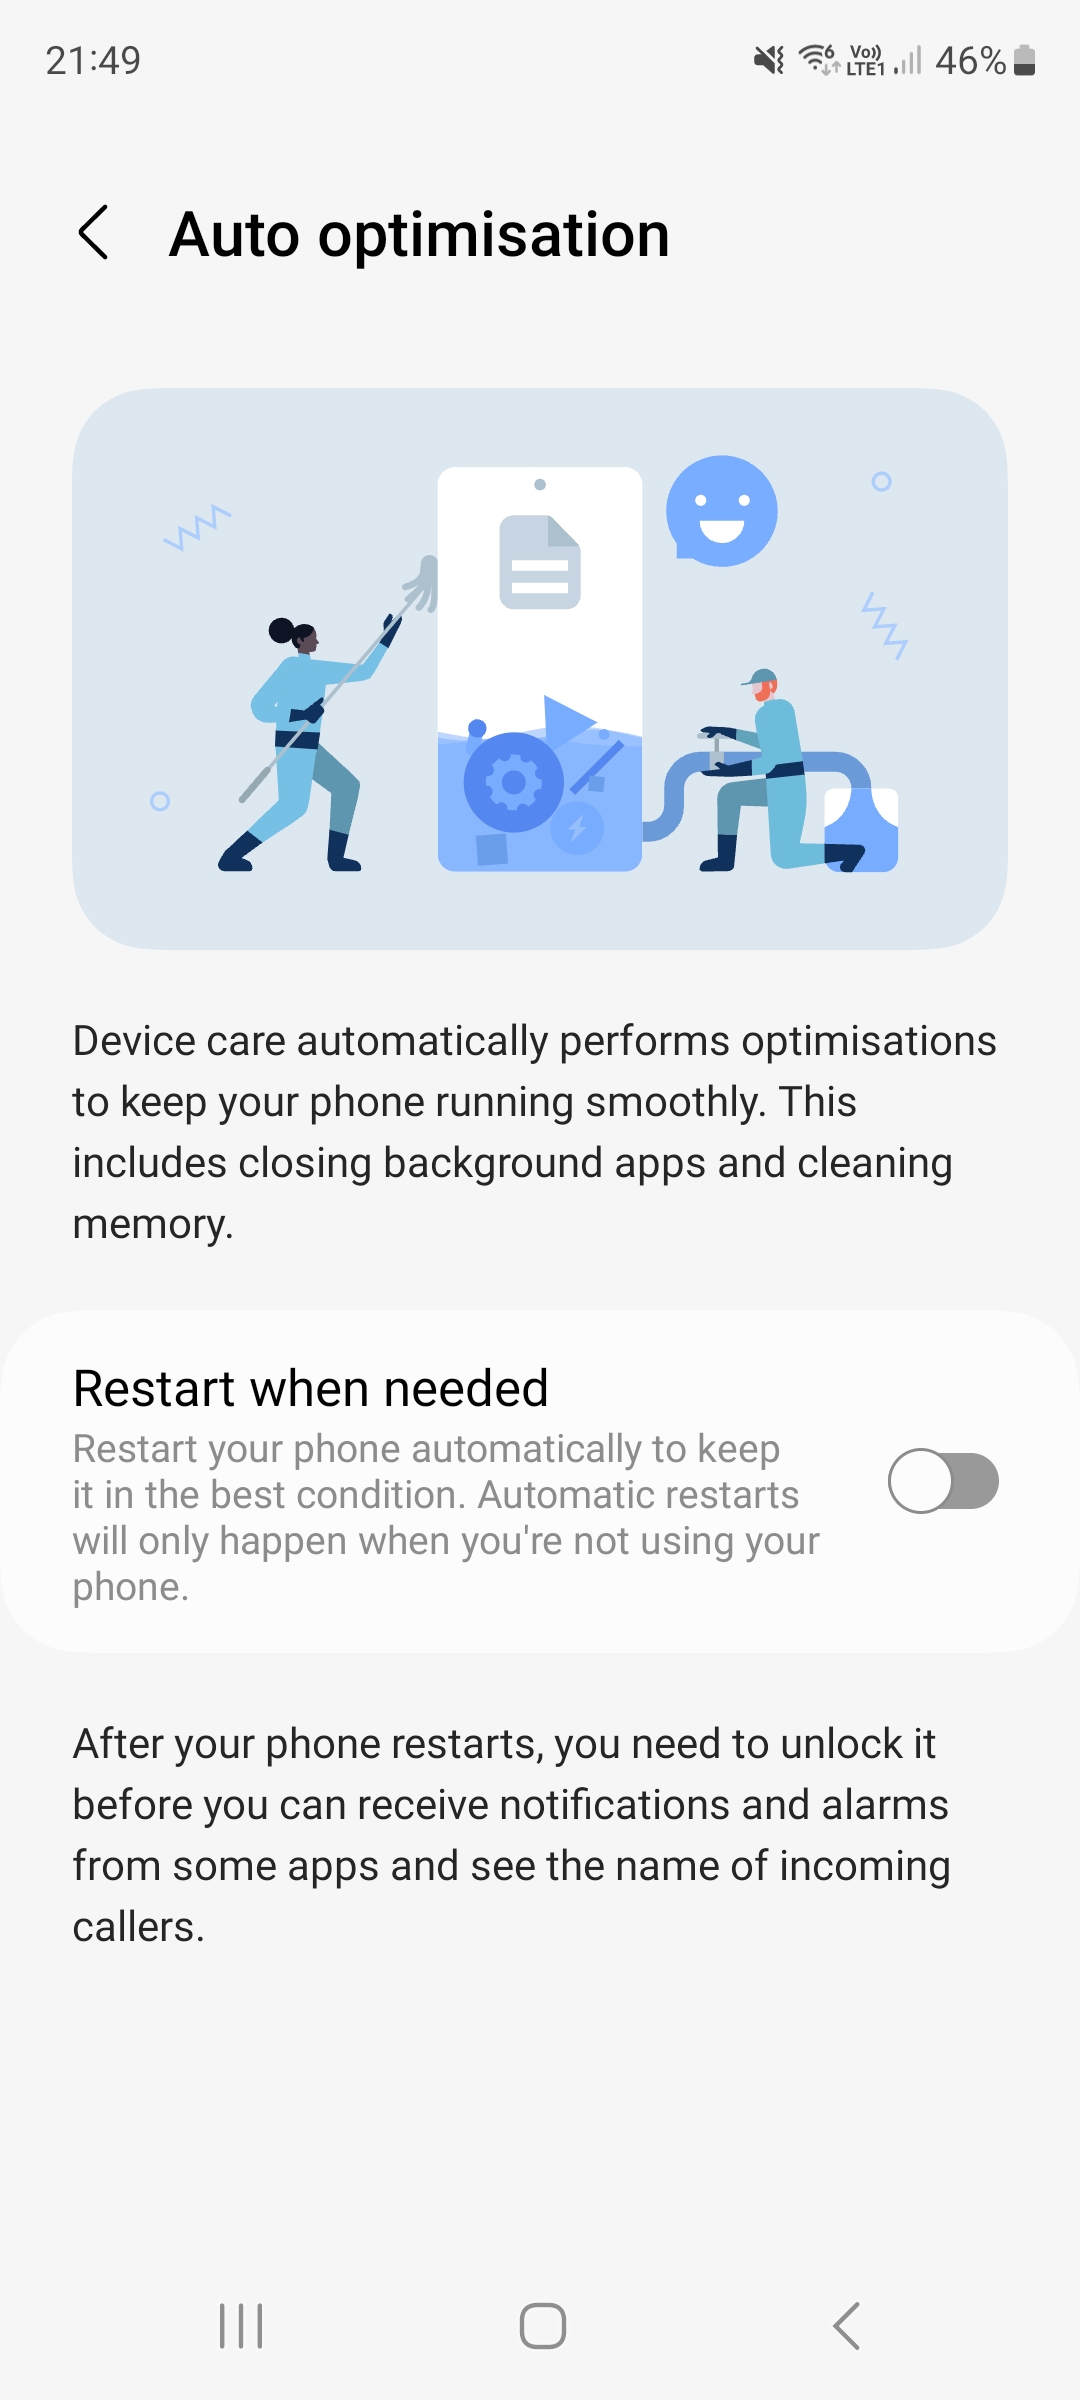 21:49
6 Vo)) LTE1 46%
Auto optimisation
Device care automatically performs optimisations
to keep your phone running smoothly. This
includes closing background apps and cleaning
memory.
Restart when needed
Restart your phone automatically to keep
it in the best condition. Automatic restarts
will only happen when you're not using your
phone.
After your phone restarts, you need to unlock it
before you can receive notifications and alarms
from some apps and see the name of incoming
callers.